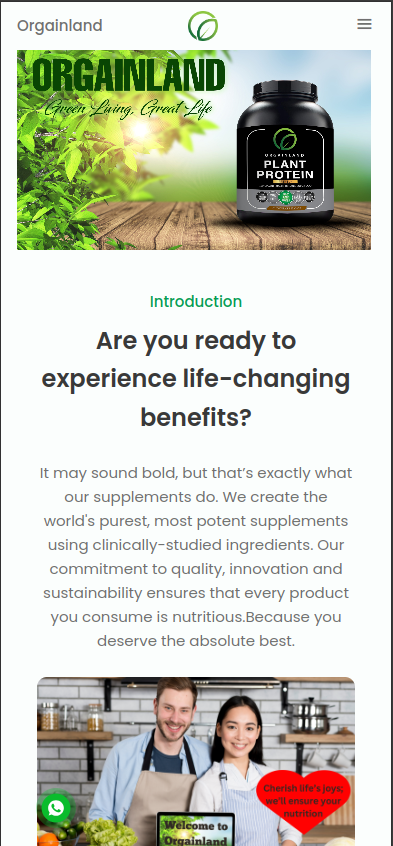 Orgainland
ORGAINLAND
Green Living, Great Life
ORGAINLAND
PLANT
PROTEIN
Introduction
Are you ready to
experience life-changing
benefits?
It may sound bold, but that’s exactly what
our supplements do. We create the
world's purest, most potent supplements
using clinically-studied ingredients. Our
commitment to quality, innovation and
sustainability ensures that every product
you consume is nutritious.Because you
deserve the absolute best.
Cherish life's joys;
we'll ensure your
nutrition
Welcome to
Orgainland